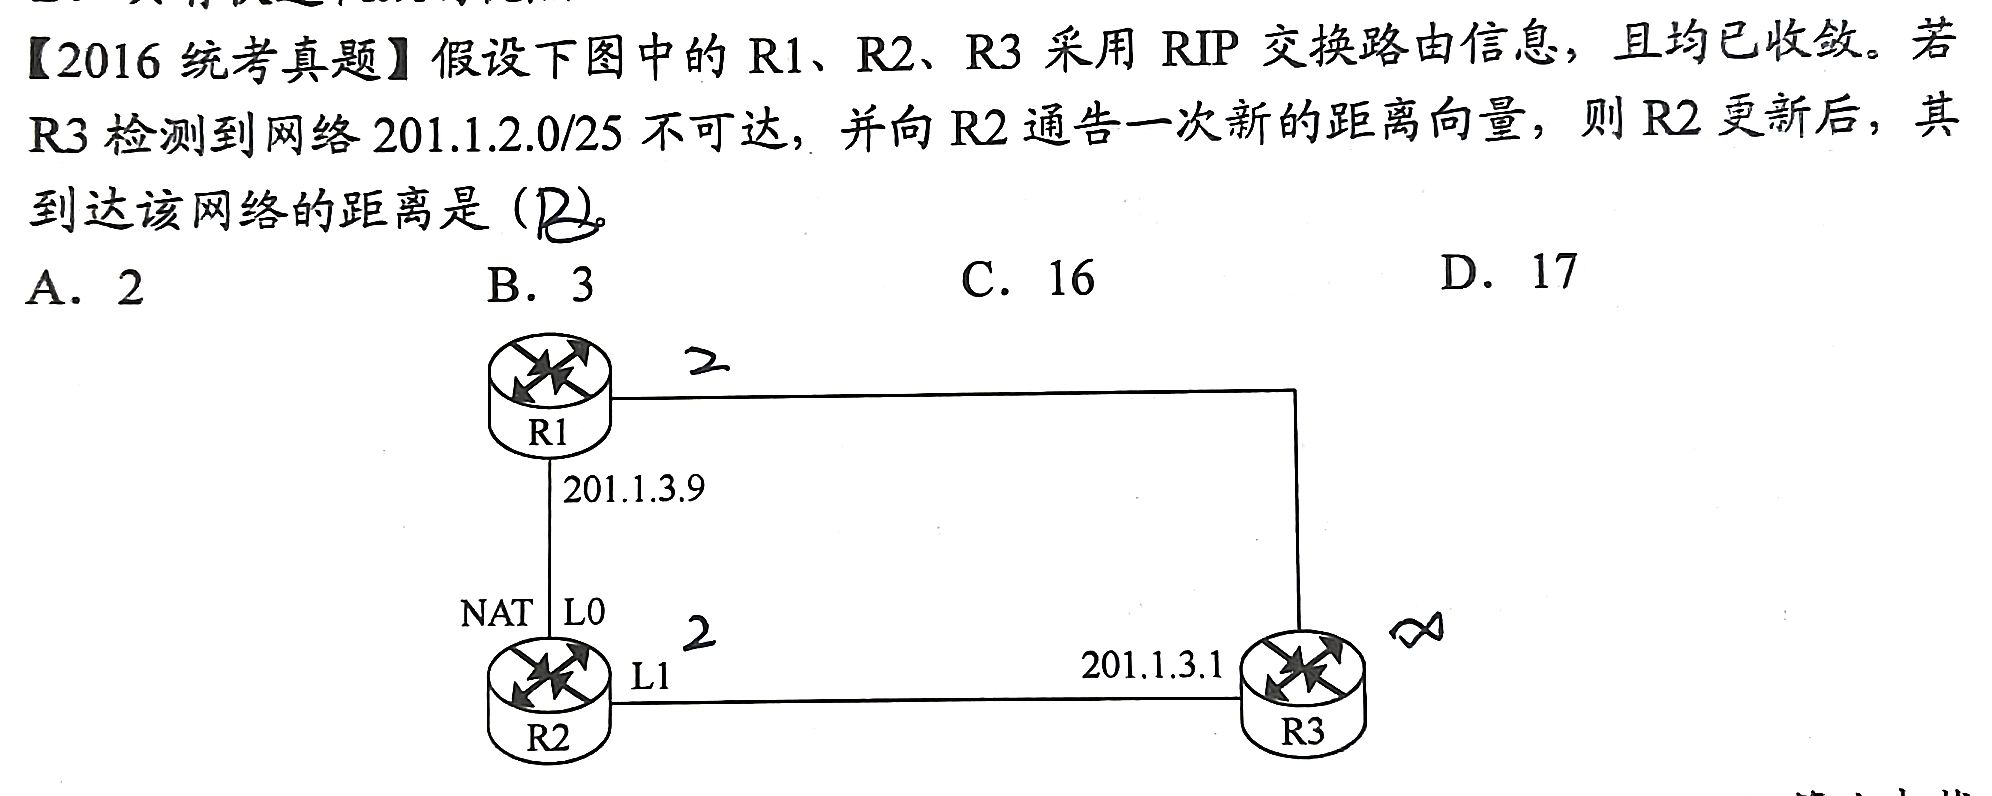 【2016 统考真题】假设下图中的 R1、R2、R3 采用 RIP 交换路由信息，且均已收敛。若
R3 检测到网络 201.1.2.0/25 不可达，并向 R2 通告一次新的距离向量，则 R2 更新后，其
到达该网络的距离是（B）。
A．2 B．3 C．16 D．17
2
R1
201.1.3.9
NAT L0
2
∞
L1
201.1.3.1
R2
R3